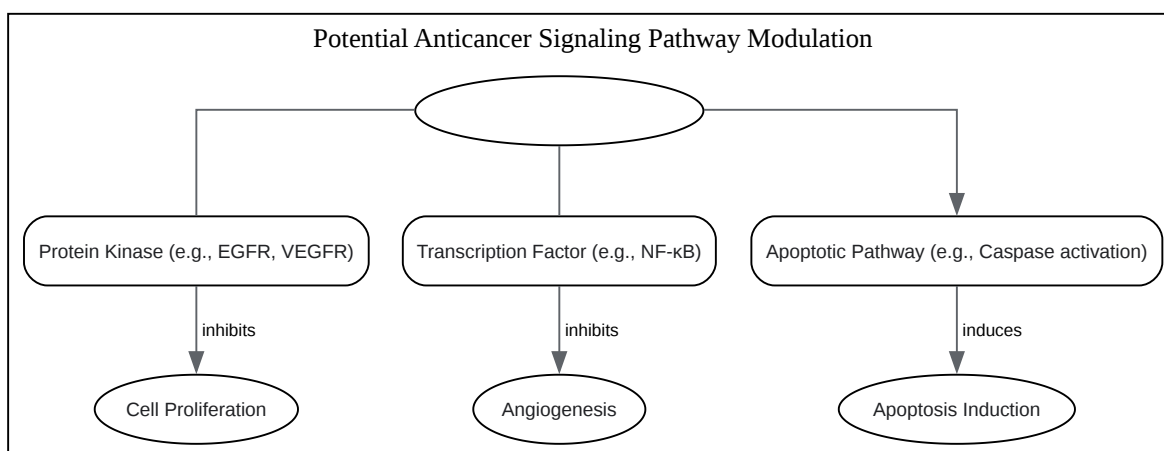 Potential Anticancer Signaling Pathway Modulation
Protein Kinase (e.g., EGFR, VEGFR)
Transcription Factor (e.g., NF-κB)
Apoptotic Pathway (e.g., Caspase activation)
inhibits
inhibits
induces
Cell Proliferation
Angiogenesis
Apoptosis Induction